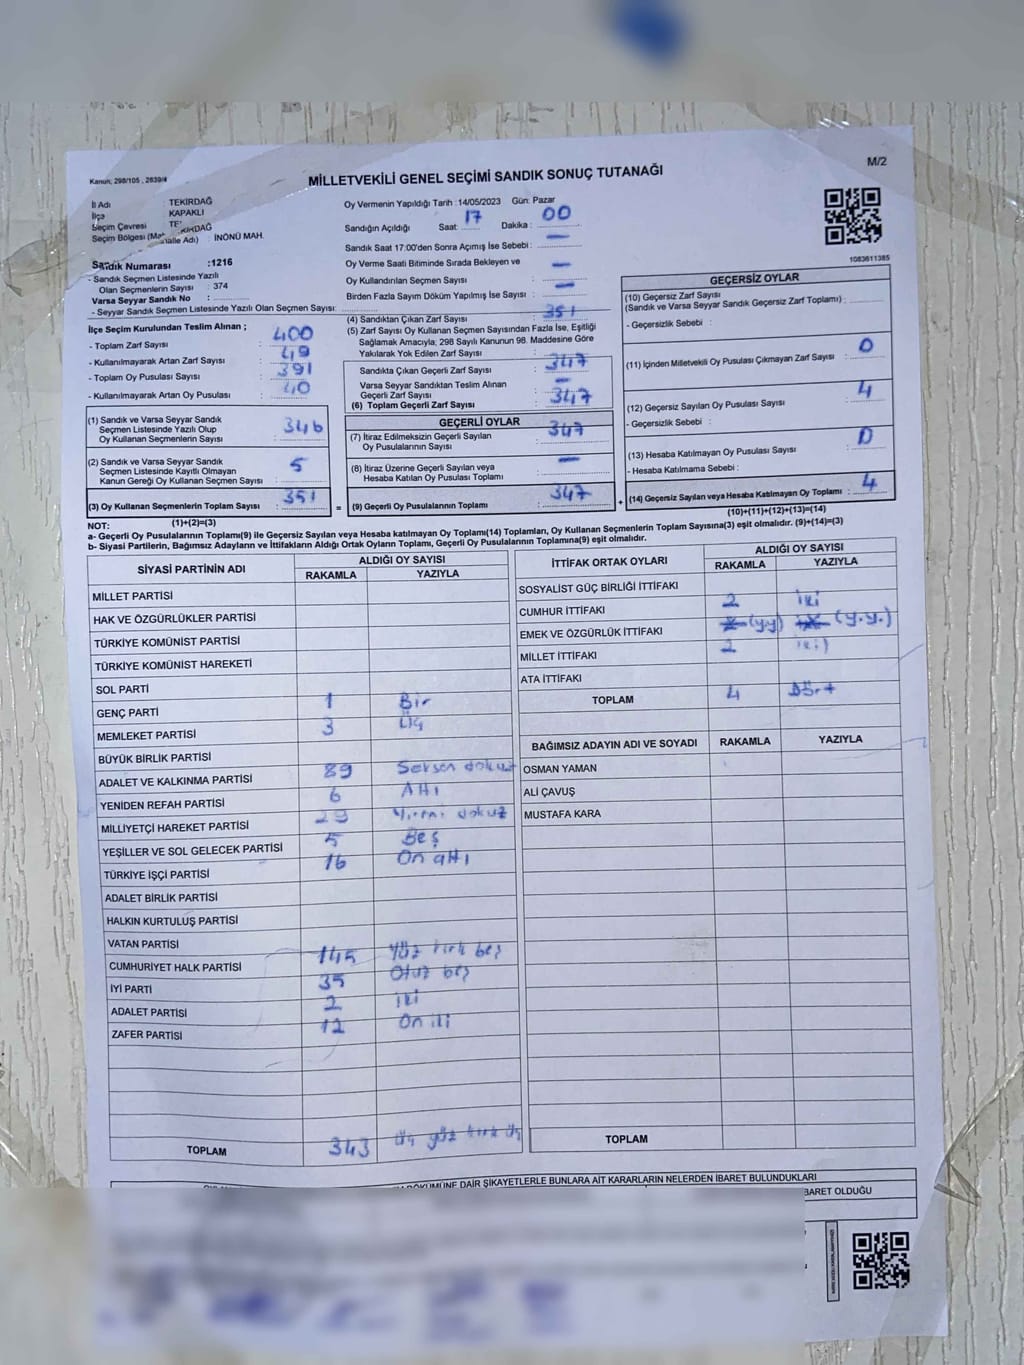 Kanun; 298/105 , 2839/4
M/2
MİLLETVEKİLİ GENEL SEÇİMİ SANDIK SONUÇ TUTANAĞI
İl Adı : TEKİRDAĞ
İlçe : KAPAKLI
Seçim Çevresi
Seçim Bölgesi : İNÖNÜ MAH.
Sandık Numarası :1216
- Sandık Seçmen Listesinde Yazılı
Olan Seçmenlerin Sayısı : 374
Varsa Seyyar Sandık No :
- Seyyar Sandık Seçmen Listesinde Yazılı Olan Seçmen Sayısı:
İlçe Seçim Kurulundan Teslim Alınan ;
- Toplam Zarf Sayısı : 400
- Kullanılmayarak Artan Zarf Sayısı : 49
- Toplam Oy Pusulası Sayısı : 391
- Kullanılmayarak Artan Oy Pusulası : 40
Oy Vermenin Yapıldığı Tarih :14/05/2023 Gün: Pazar
Sandığın Açıldığı Saat: 17 Dakika : 00
Sandık Saat 17:00'den Sonra Açımış İse Sebebi : —
Oy Verme Saati Bitiminde Sırada Bekleyen ve
Oy Kullandırılan Seçmen Sayısı : —
Birden Fazla Sayım Döküm Yapılmış İse Sayısı : —
(4) Sandıktan Çıkan Zarf Sayısı : 351
(5) Zarf Sayısı Oy Kullanan Seçmen Sayısından Fazla İse, Eşitliği
Sağlamak Amacıyla, 298 Sayılı Kanunun 98. Maddesine Göre
Yakılarak Yok Edilen Zarf Sayısı :
Sandıkta Çıkan Geçerli Zarf Sayısı : 347
Varsa Seyyar Sandıktan Teslim Alınan
Geçerli Zarf Sayısı : —
(6) Toplam Geçerli Zarf Sayısı : 347
1083611385
GEÇERSİZ OYLAR
(10) Geçersiz Zarf Sayısı
(Sandık ve Varsa Seyyar Sandık Geçersiz Zarf Toplamı) :
- Geçersizlik Sebebi :
(11) İçinden Milletvekili Oy Pusulası Çıkmayan Zarf Sayısı : 0
(12) Geçersiz Sayılan Oy Pusulası Sayısı : 4
- Geçersizlik Sebebi :
(13) Hesaba Katılmayan Oy Pusulası Sayısı : 0
- Hesaba Katılmama Sebebi :
(14) Geçersiz Sayılan veya Hesaba Katılmayan Oy Toplamı : 4
(10)+(11)+(12)+(13)=(14)
(1) Sandık ve Varsa Seyyar Sandık
Seçmen Listesinde Yazılı Olup
Oy Kullanan Seçmenlerin Sayısı : 346
(2) Sandık ve Varsa Seyyar Sandık
Seçmen Listesinde Kayıtlı Olmayan
Kanun Gereği Oy Kullanan Seçmen Sayısı : 5
(3) Oy Kullanan Seçmenlerin Toplam Sayısı : 351
(1)+(2)=(3)
GEÇERLİ OYLAR
(7) İtiraz Edilmeksizin Geçerli Sayılan
Oy Pusulasının Sayısı : 347
(8) İtiraz Üzerine Geçerli Sayılan veya
Hesaba Katılan Oy Pusulası Toplamı : —
= (9) Geçerli Oy Pusulalarının Toplamı : 347 +
NOT:
a- Geçerli Oy Pusulalarının Toplamı(9) ile Geçersiz Sayılan veya Hesaba katılmayan Oy Toplamı(14) Toplamları, Oy Kullanan Seçmenlerin Toplam Sayısına(3) eşit olmalıdır. (9)+(14)=(3)
b- Siyasi Partilerin, Bağımsız Adayların ve İttifakların Aldığı Ortak Oyların Toplamı, Geçerli Oy Pusulalarının Toplamına(9) eşit olmalıdır.
SİYASİ PARTİNİN ADI
ALDIĞI OY SAYISI
RAKAMLA YAZIYLA
MİLLET PARTİSİ
HAK VE ÖZGÜRLÜKLER PARTİSİ
TÜRKİYE KOMÜNİST PARTİSİ
TÜRKİYE KOMÜNİST HAREKETİ
SOL PARTİ
GENÇ PARTİ 1 Bir
MEMLEKET PARTİSİ 3 Üç
BÜYÜK BİRLİK PARTİSİ
ADALET VE KALKINMA PARTİSİ 89 Seksen dokuz
YENİDEN REFAH PARTİSİ 6 Altı
MİLLİYETÇİ HAREKET PARTİSİ 29 Yirmi dokuz
YEŞİLLER VE SOL GELECEK PARTİSİ 5 Beş
TÜRKİYE İŞÇİ PARTİSİ 16 On altı
ADALET BİRLİK PARTİSİ
HALKIN KURTULUŞ PARTİSİ
VATAN PARTİSİ
CUMHURİYET HALK PARTİSİ 145 Yüz kırk beş
İYİ PARTİ 35 Otuz beş
ADALET PARTİSİ 2 iki
ZAFER PARTİSİ 12 On iki
TOPLAM 343 Üç yüz kırk üç
İTTİFAK ORTAK OYLARI
ALDIĞI OY SAYISI
RAKAMLA YAZIYLA
SOSYALİST GÜÇ BİRLİĞİ İTTİFAKI
CUMHUR İTTİFAKI 2 iki
EMEK VE ÖZGÜRLÜK İTTİFAKI (yy) (y.y.)
MİLLET İTTİFAKI 2 iki
ATA İTTİFAKI
TOPLAM 4 Dört
BAĞIMSIZ ADAYIN ADI VE SOYADI RAKAMLA YAZIYLA
OSMAN YAMAN
ALİ ÇAVUŞ
MUSTAFA KARA
TOPLAM
DÖKÜMÜNE DAİR ŞİKAYETLERLE BUNLARA AİT KARARLARIN NELERDEN İBARET BULUNDUKLARI
BARET OLDUĞU